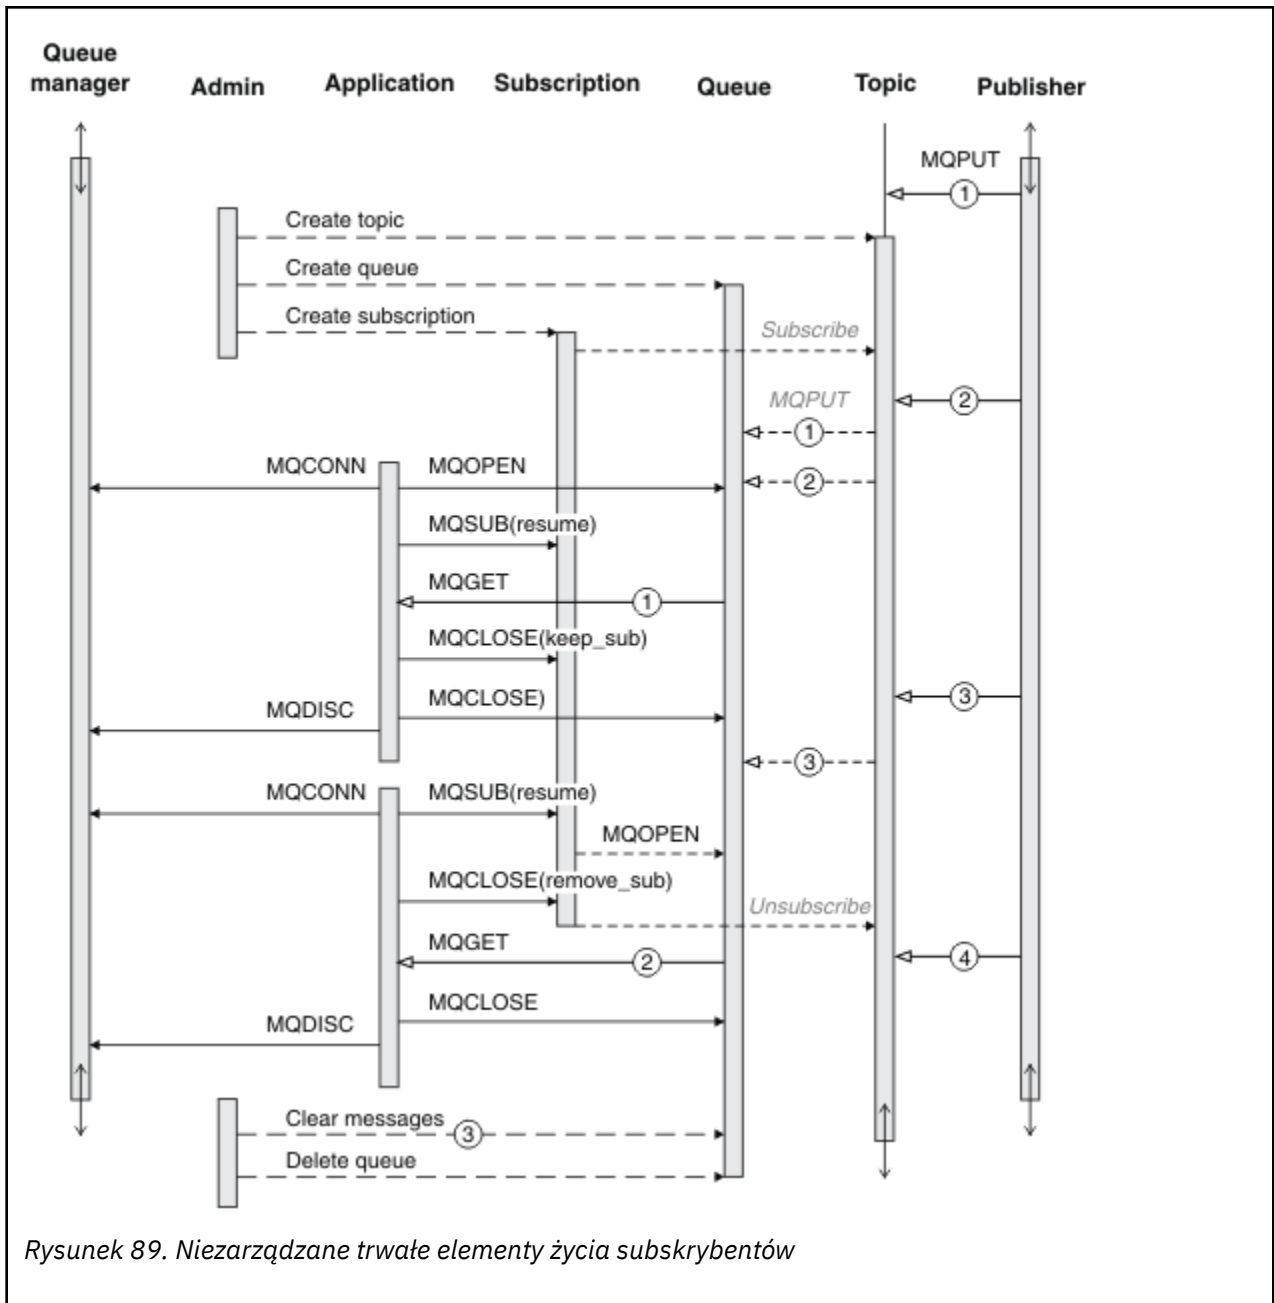 Queue manager
Admin
Application
Subscription
Queue
Topic
Publisher
MQPUT
1
Create topic
Create queue
Create subscription
Subscribe
MQPUT
2
1
MQCONN
MQOPEN
2
MQSUB(resume)
MQGET
1
MQCLOSE(keep_sub)
3
MQCLOSE)
MQDISC
3
MQCONN
MQSUB(resume)
MQOPEN
MQCLOSE(remove_sub)
Unsubscribe
MQGET
2
4
MQCLOSE
MQDISC
Clear messages
3
Delete queue
Rysunek 89. Niezarządzane trwałe elementy życia subskrybentów